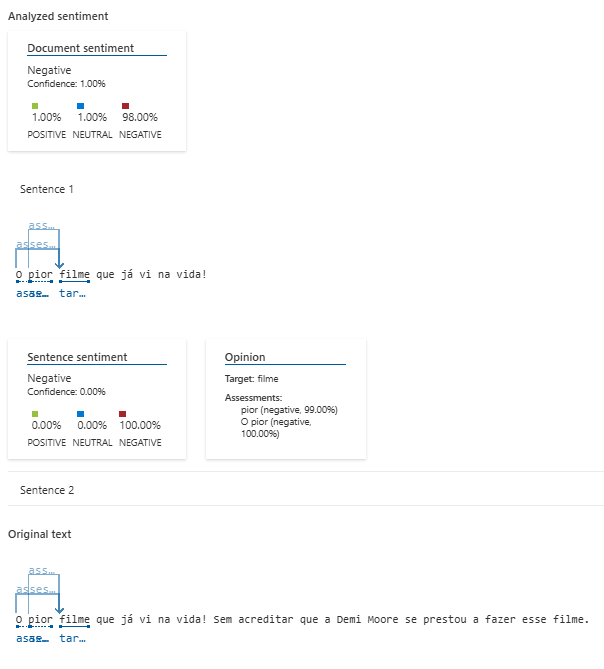 Analyzed sentiment
Document sentiment
Negative
Confidence: 1.00%
1.00% 1.00% 98.00%
POSITIVE NEUTRAL NEGATIVE
Sentence 1
ass…
asses…
O pior filme que já vi na vida!
asse… tar…
Sentence sentiment
Negative
Confidence: 0.00%
0.00% 0.00% 100.00%
POSITIVE NEUTRAL NEGATIVE
Opinion
Target: filme
Assessments:
pior (negative, 99.00%)
O pior (negative,
100.00%)
Sentence 2
Original text
ass…
asses…
O pior filme que já vi na vida! Sem acreditar que a Demi Moore se prestou a fazer esse filme.
asse… tar…